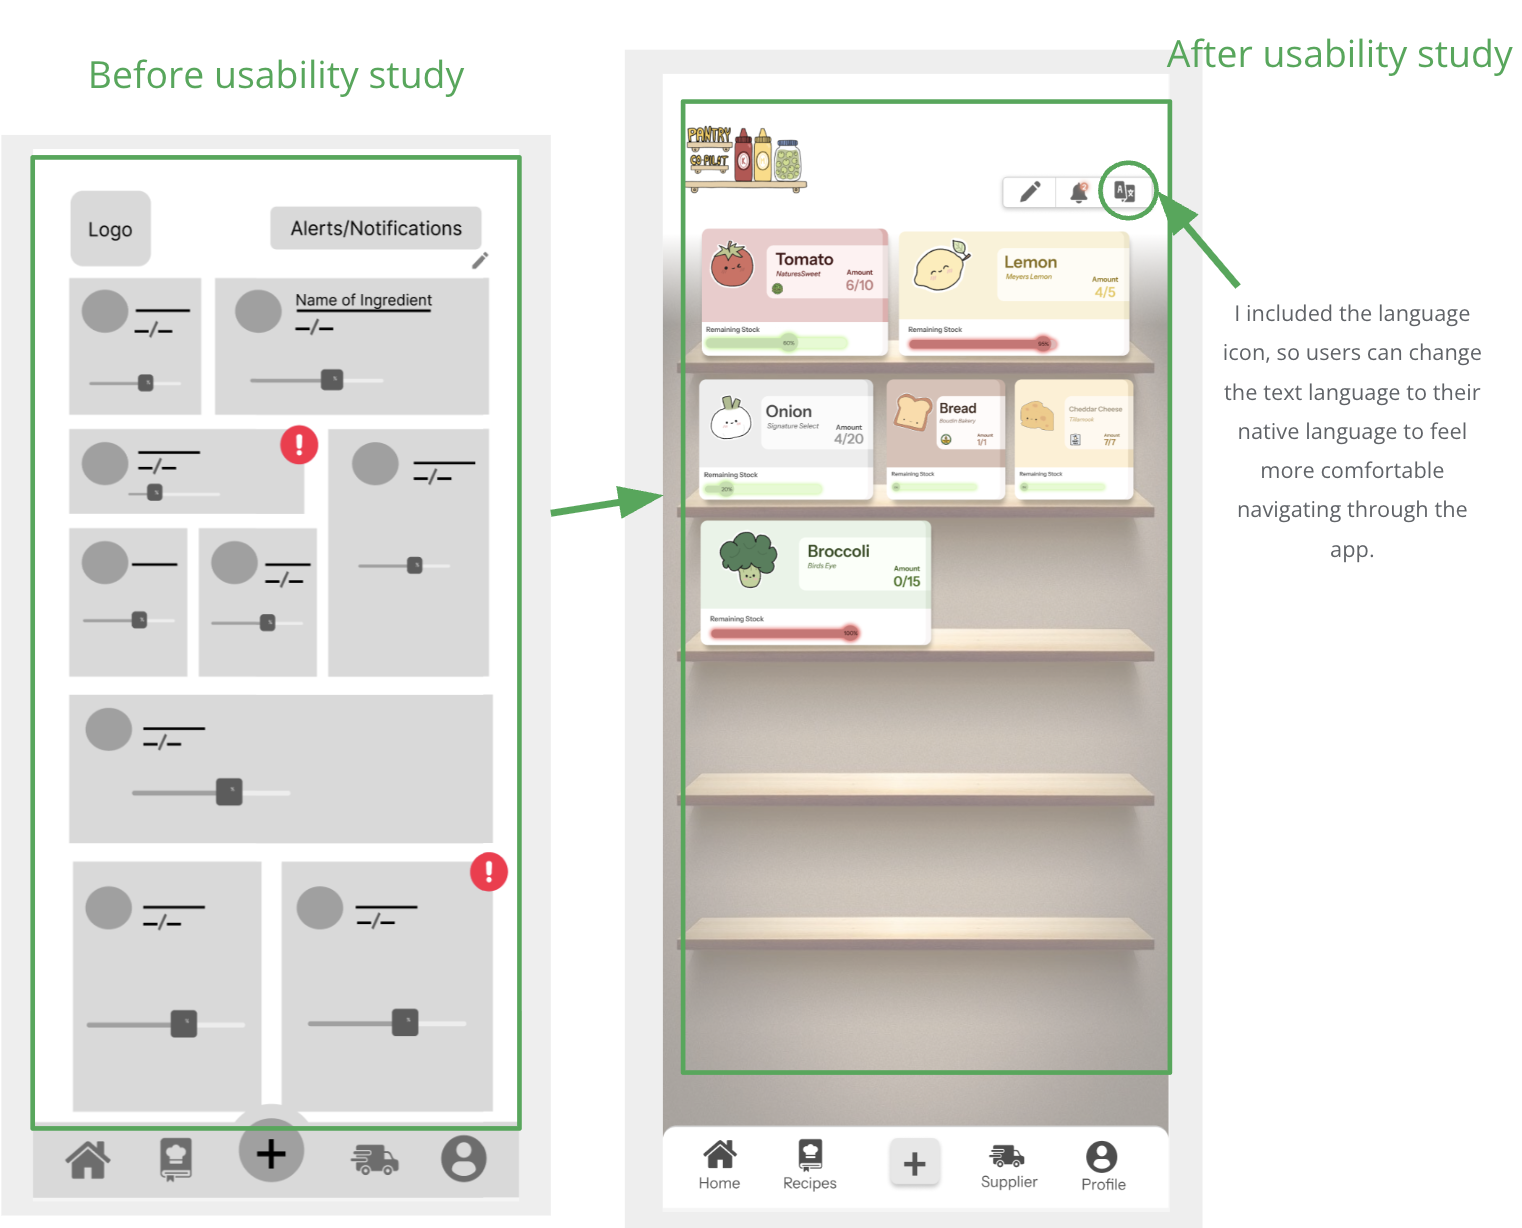 Before usability study
After usability study
Logo
Alerts/Notifications
Name of Ingredient
–/–
–/–
–/–
–/–
–/–
–/–
–/–
–/–
PANTRY
CO-PILOT
Tomato
NaturesSweet
Amount
6/10
Remaining Stock
60%
Lemon
Meyers Lemon
Amount
4/5
Remaining Stock
95%
Onion
Signature Select
Amount
4/20
Remaining Stock
20%
Bread
Boudin Bakery
Amount
1/1
Remaining Stock
Cheddar Cheese
Tillamook
Amount
7/7
Remaining Stock
Broccoli
Birds Eye
Amount
0/15
Remaining Stock
100%
I included the language
icon, so users can change
the text language to their
native language to feel
more comfortable
navigating through the
app.
Home
Recipes
Supplier
Profile